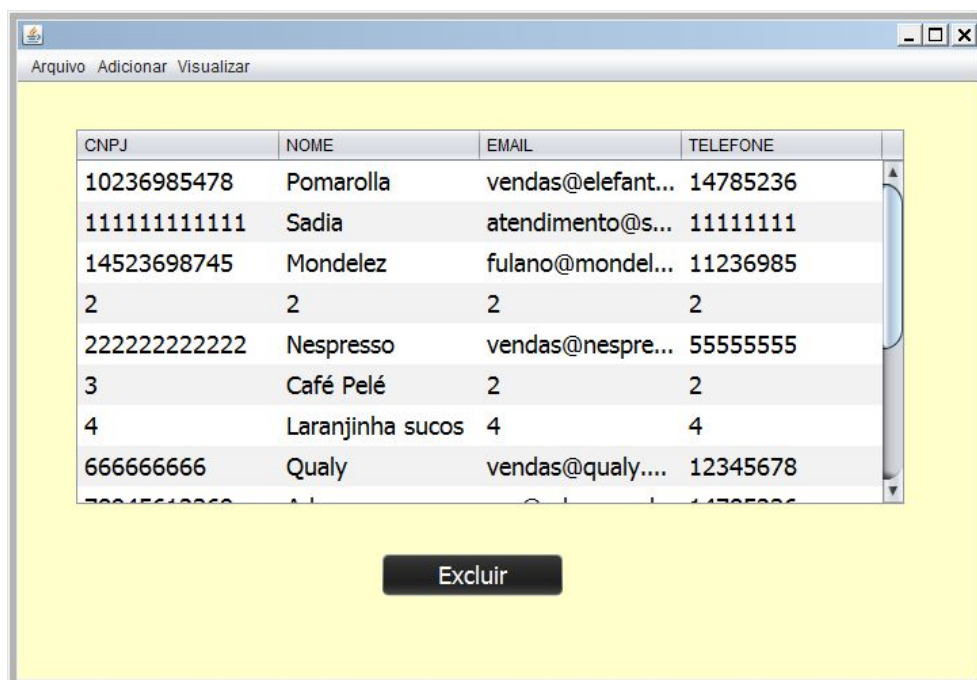 Arquivo Adicionar Visualizar
CNPJ NOME EMAIL TELEFONE
10236985478 Pomarolla vendas@elefant... 14785236
111111111111 Sadia atendimento@s... 11111111
14523698745 Mondelez fulano@mondel... 11236985
2 2 2 2
222222222222 Nespresso vendas@nespre... 55555555
3 Café Pelé 2 2
4 Laranjinha sucos 4 4
666666666 Qualy vendas@qualy.... 12345678
Excluir